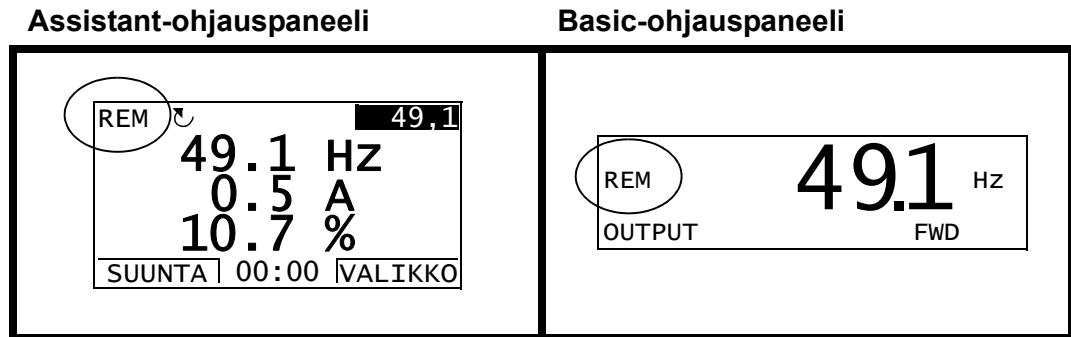 Assistant-ohjauspaneeli
Basic-ohjauspaneeli
REM 49,1
49.1 Hz
0.5 A
10.7 %
SUUNTA 00:00 VALIKKO
REM 49.1 Hz
OUTPUT FWD